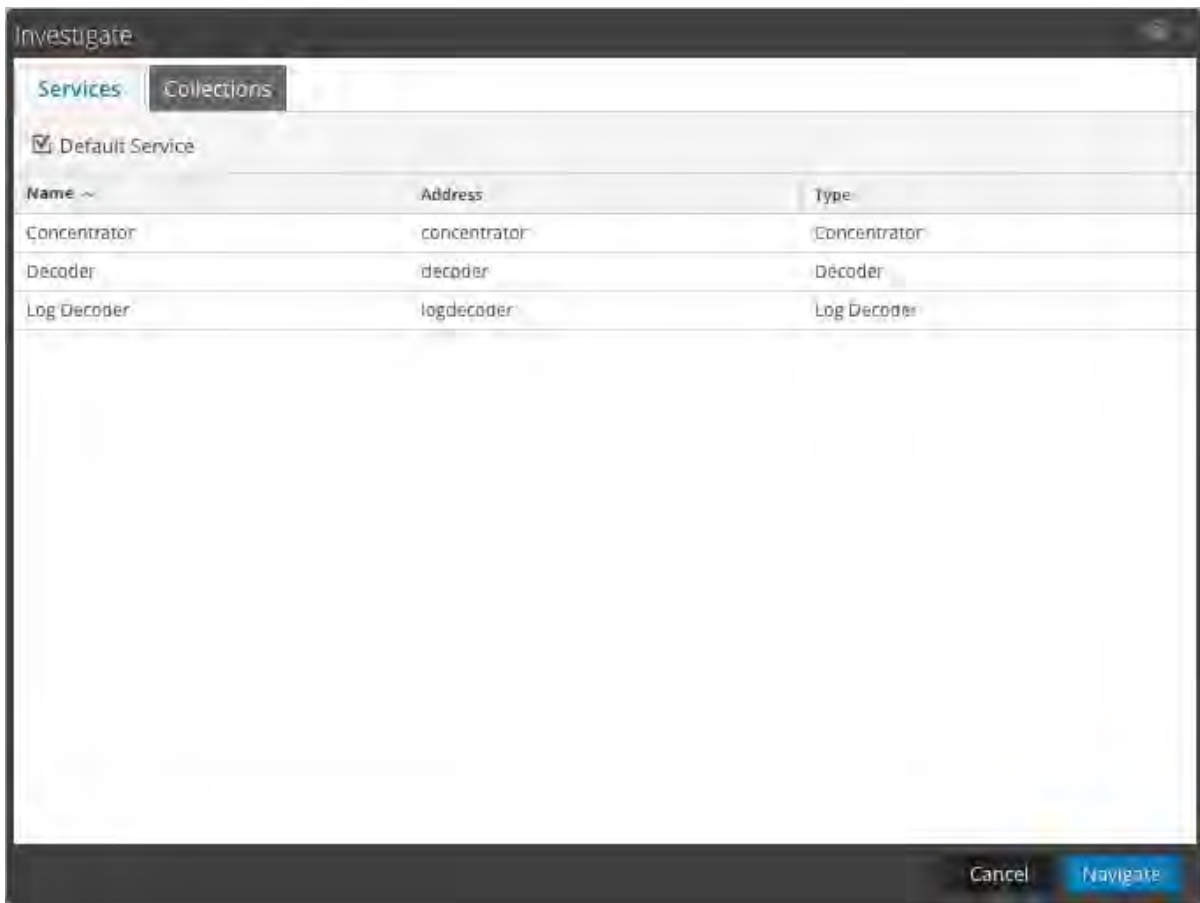 Investigate
Services Collections
Default Service
Name Address Type
Concentrator concentrator Concentrator
Decoder decoder Decoder
Log Decoder logdecoder Log Decoder
Cancel Navigate